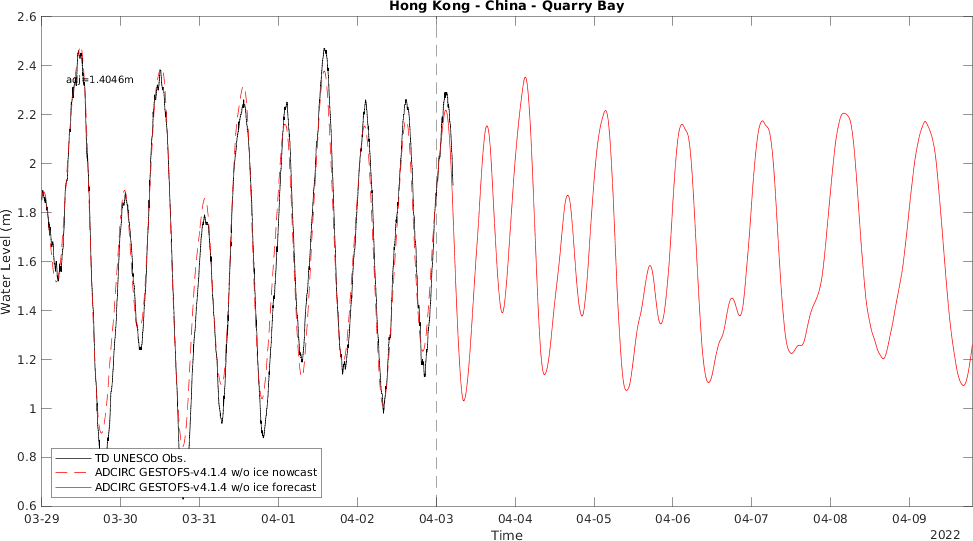 Hong Kong - China - Quarry Bay
2.6
2.4
adj=1.4046m
2.2
2
1.8
1.6
1.4
1.2
1
0.8
0.6
Water Level (m)
TD UNESCO Obs.
ADCIRC GESTOFS-v4.1.4 w/o ice nowcast
ADCIRC GESTOFS-v4.1.4 w/o ice forecast
03-29 03-30 03-31 04-01 04-02 04-03 04-04 04-05 04-06 04-07 04-08 04-09
Time
2022